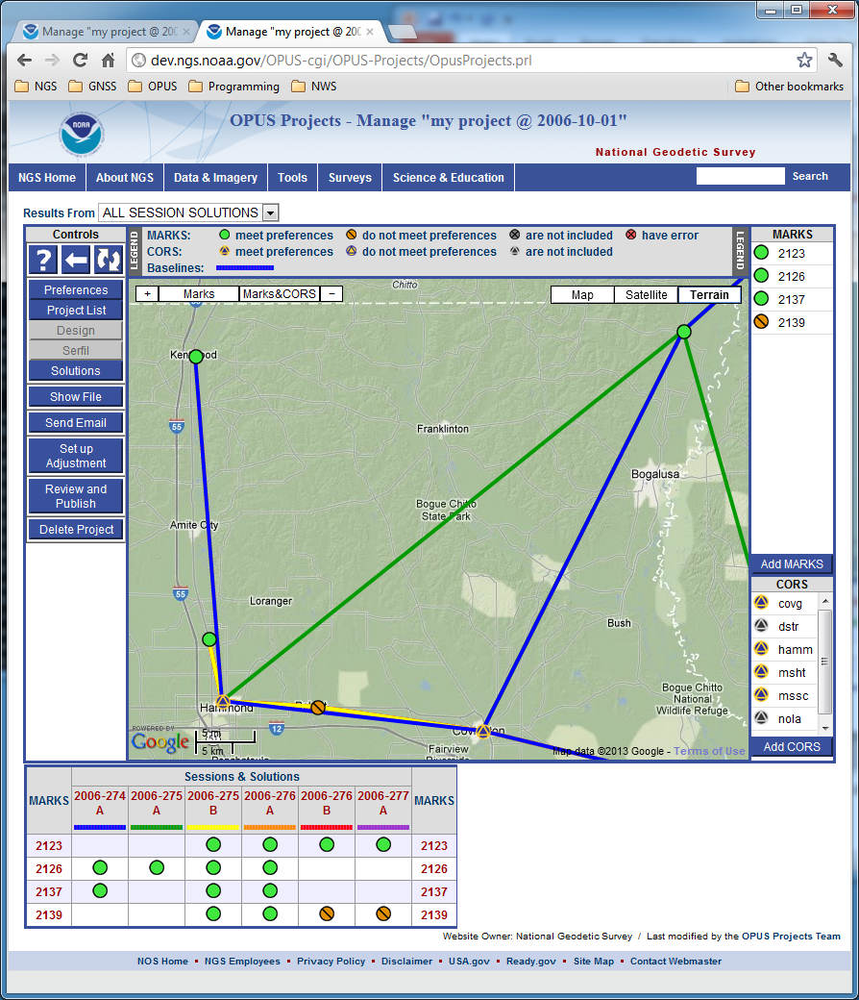 Manage "my project @ 200
Manage "my project @ 200
dev.ngs.noaa.gov/OPUS-cgi/OPUS-Projects/OpusProjects.prl
NGS GNSS OPUS Programming NWS Other bookmarks
NOAA
OPUS Projects - Manage "my project @ 2006-10-01"
National Geodetic Survey
NGS Home About NGS Data & Imagery Tools Surveys Science & Education Search
Results From ALL SESSION SOLUTIONS
Controls
?
Preferences
Project List
Design
Serfil
Solutions
Show File
Send Email
Set up
Adjustment
Review and
Publish
Delete Project
LEGEND
MARKS: meet preferences do not meet preferences are not included have error
CORS: meet preferences do not meet preferences are not included
Baselines:
LEGEND
+ Marks Marks&CORS −
Map Satellite Terrain
Chitto
Franklinton
Bogalusa
Bogue Chitto
State Park
Amite City
55
55
Loranger
Bush
Bogue Chitto
National
Wildlife Refuge
Hammond
12
Fairview
Riverside
POWERED BY
Google
5 mi
5 km
Map data ©2013 Google - Terms of Use
MARKS
2123
2126
2137
2139
Add MARKS
CORS
covg
dstr
hamm
msht
mssc
nola
Add CORS
Sessions & Solutions
MARKS 2006-274 A 2006-275 A 2006-275 B 2006-276 A 2006-276 B 2006-277 A MARKS
2123 2123
2126 2126
2137 2137
2139 2139
Website Owner: National Geodetic Survey / Last modified by the OPUS Projects Team
NOS Home ▪ NGS Employees ▪ Privacy Policy ▪ Disclaimer ▪ USA.gov ▪ Ready.gov ▪ Site Map ▪ Contact Webmaster